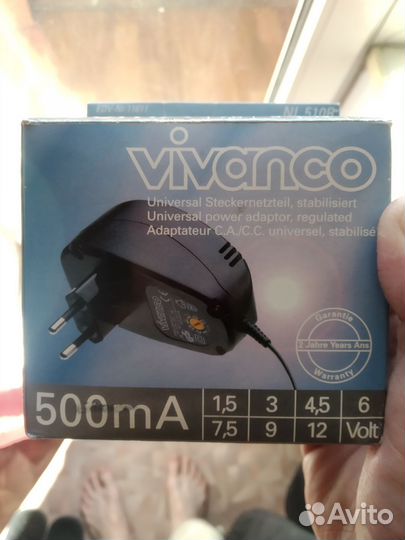 NL 510R
vivanco
Universal Steckernetzteil, stabilisiert
Universal power adaptor, regulated
Adaptateur C.A./C.C. universel, stabilisé
Garantie
2 Jahre Years Ans
Warranty
500mA
1,5 3 4,5 6
7,5 9 12 Volt
Avito